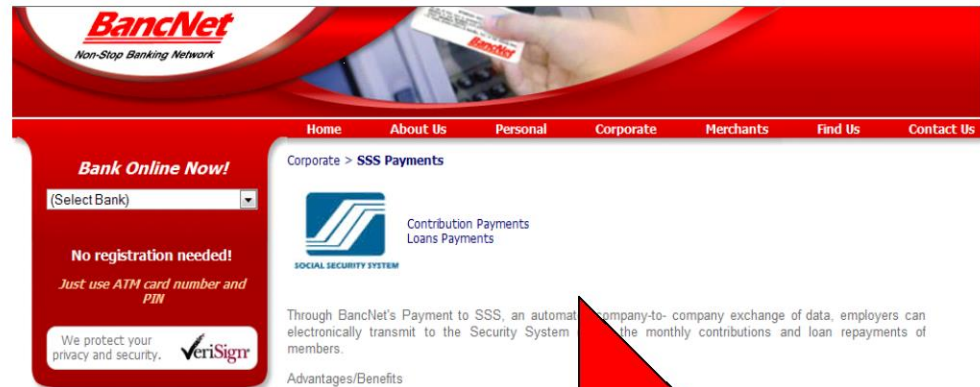 BancNet
Non-Stop Banking Network
BancNet
Home About Us Personal Corporate Merchants Find Us Contact Us
Bank Online Now!
(Select Bank)
No registration needed!
Just use ATM card number and
PIN
We protect your
privacy and security.
VeriSign
Corporate > SSS Payments
SOCIAL SECURITY SYSTEM
Contribution Payments
Loans Payments
Through BancNet's Payment to SSS, an company-to- company exchange of data, employers can
electronically transmit to the Security System the monthly contributions and loan repayments of
members.
Advantages/Benefits